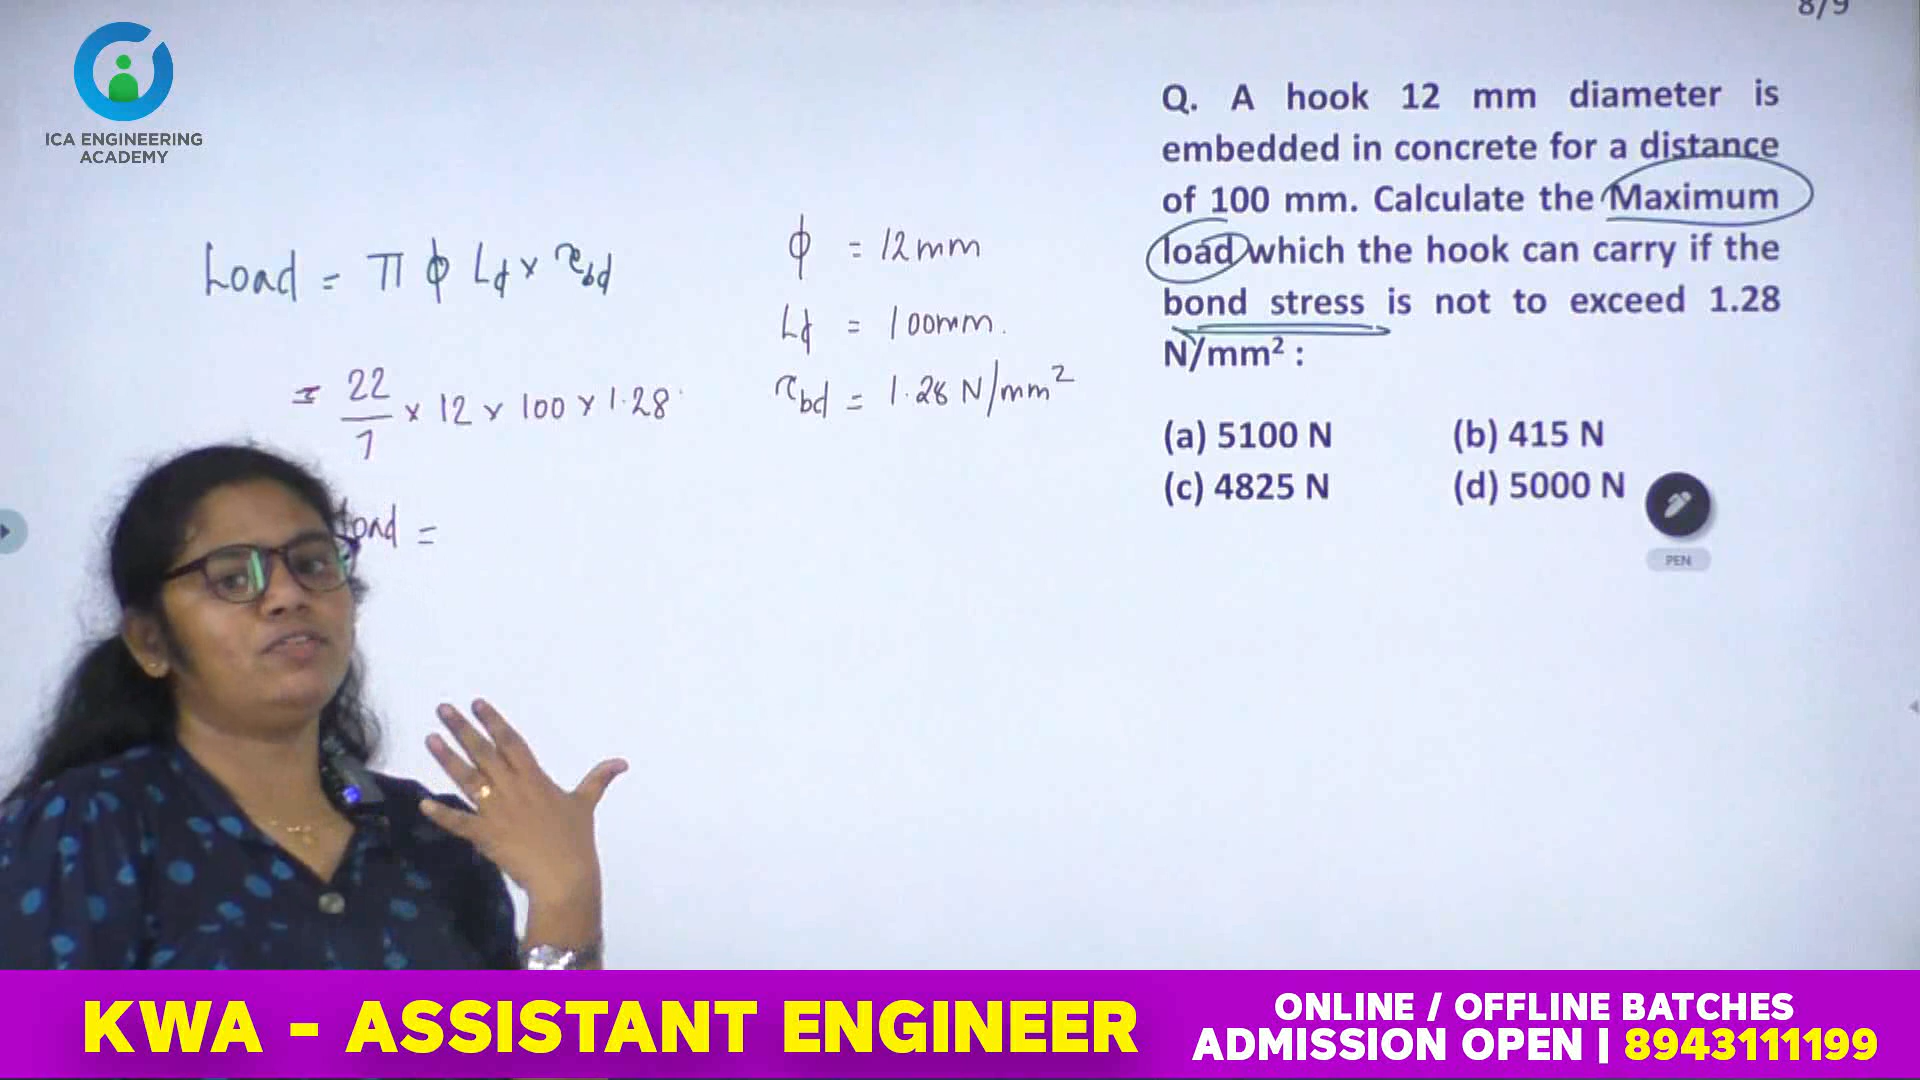 8/9
ICA ENGINEERING
ACADEMY
Q. A hook 12 mm diameter is
embedded in concrete for a distance
of 100 mm. Calculate the Maximum
load which the hook can carry if the
bond stress is not to exceed 1.28
N/mm² :
(a) 5100 N (b) 415 N
(c) 4825 N (d) 5000 N
PEN
Load = π ϕ Ld × τbd
= 22/7 × 12 × 100 × 1.28
Load =
ϕ = 12mm
Ld = 100mm.
τbd = 1.28 N/mm²
KWA - ASSISTANT ENGINEER
ONLINE / OFFLINE BATCHES
ADMISSION OPEN | 8943111199